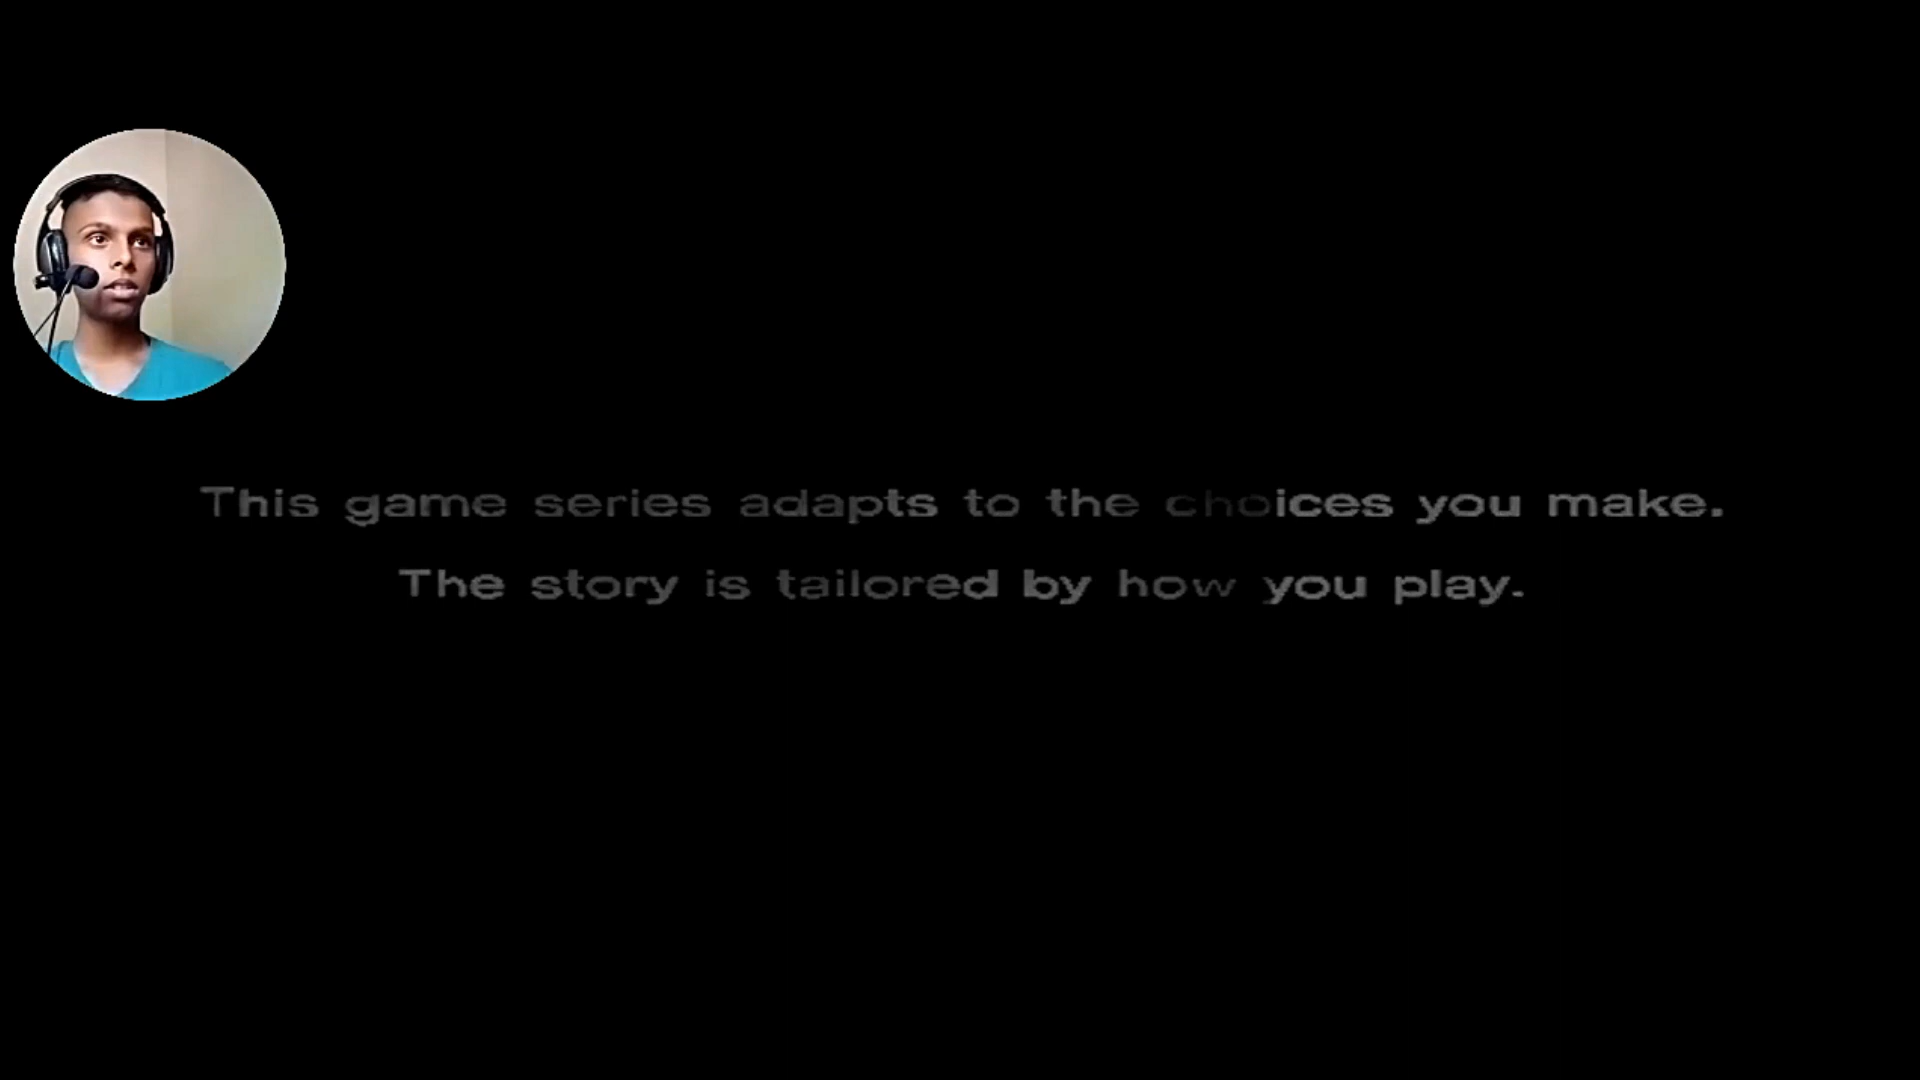 This game series adapts to the choices you make.
The story is tailored by how you play.